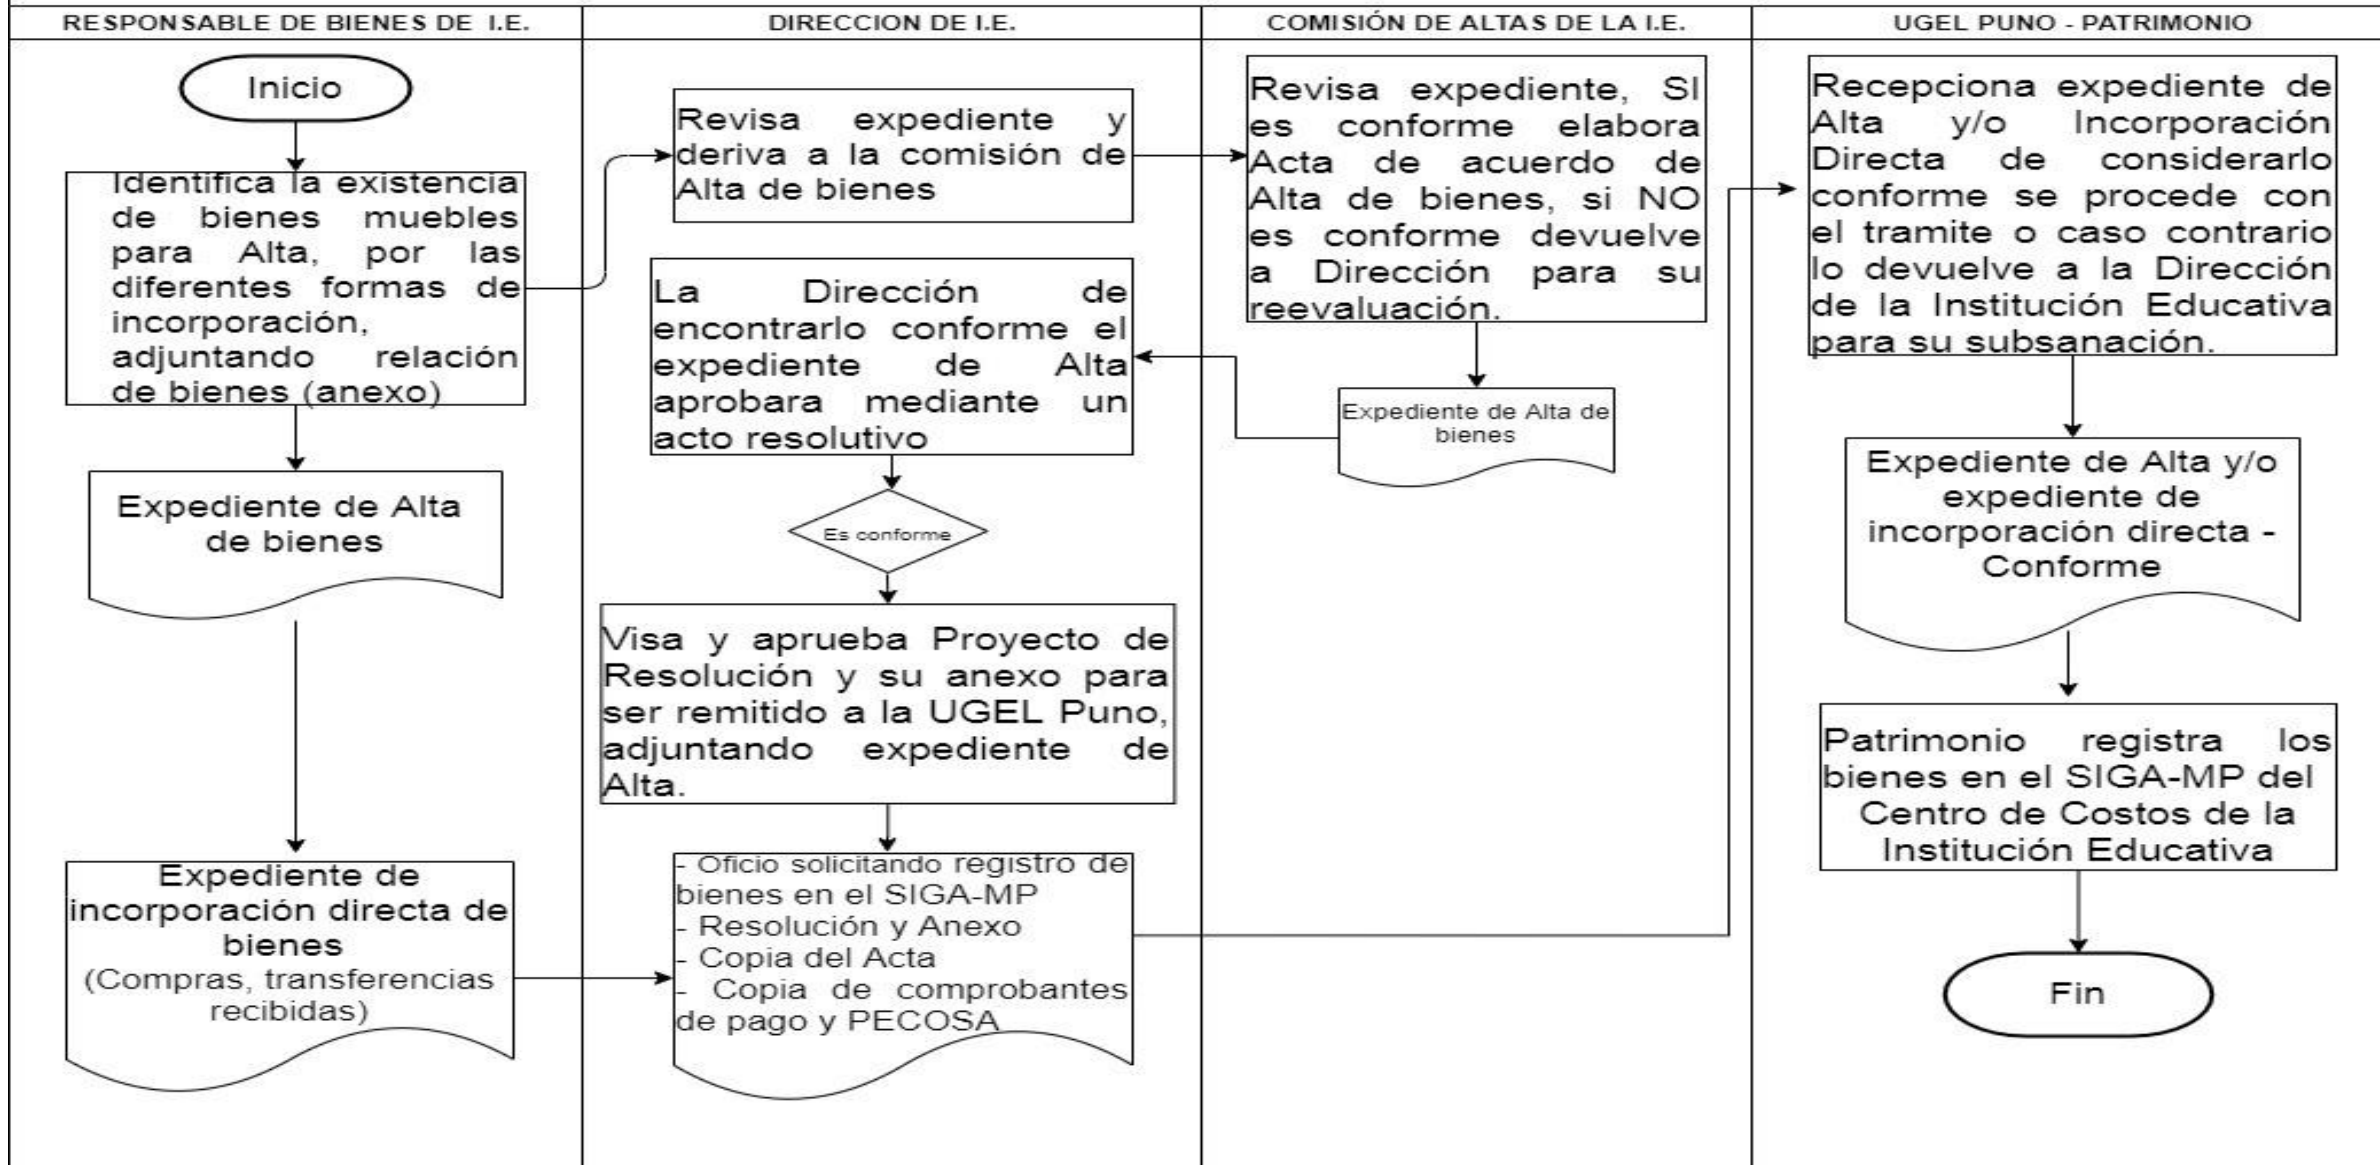 RESPONSABLE DE BIENES DE I.E.
DIRECCION DE I.E.
COMISIÓN DE ALTAS DE LA I.E.
UGEL PUNO - PATRIMONIO
Inicio
Identifica la existencia
de bienes muebles
para Alta, por las
diferentes formas de
incorporación,
adjuntando relación
de bienes (anexo)
Expediente de Alta
de bienes
Expediente de
incorporación directa de
bienes
(Compras, transferencias
recibidas)
Revisa expediente y
deriva a la comisión de
Alta de bienes
La Dirección de
encontrarlo conforme el
expediente de Alta
aprobara mediante un
acto resolutivo
Es conforme
Visa y aprueba Proyecto de
Resolución y su anexo para
ser remitido a la UGEL Puno,
adjuntando expediente de
Alta.
- Oficio solicitando registro de
bienes en el SIGA-MP
- Resolución y Anexo
- Copia del Acta
- Copia de comprobantes
de pago y PECOSA
Revisa expediente, SI
es conforme elabora
Acta de acuerdo de
Alta de bienes, si NO
es conforme devuelve
a Dirección para su
reevaluación.
Expediente de Alta de
bienes
Recepciona expediente de
Alta y/o Incorporación
Directa de considerarlo
conforme se procede con
el tramite o caso contrario
lo devuelve a la Dirección
de la Institución Educativa
para su subsanación.
Expediente de Alta y/o
expediente de
incorporación directa -
Conforme
Patrimonio registra los
bienes en el SIGA-MP del
Centro de Costos de la
Institución Educativa
Fin